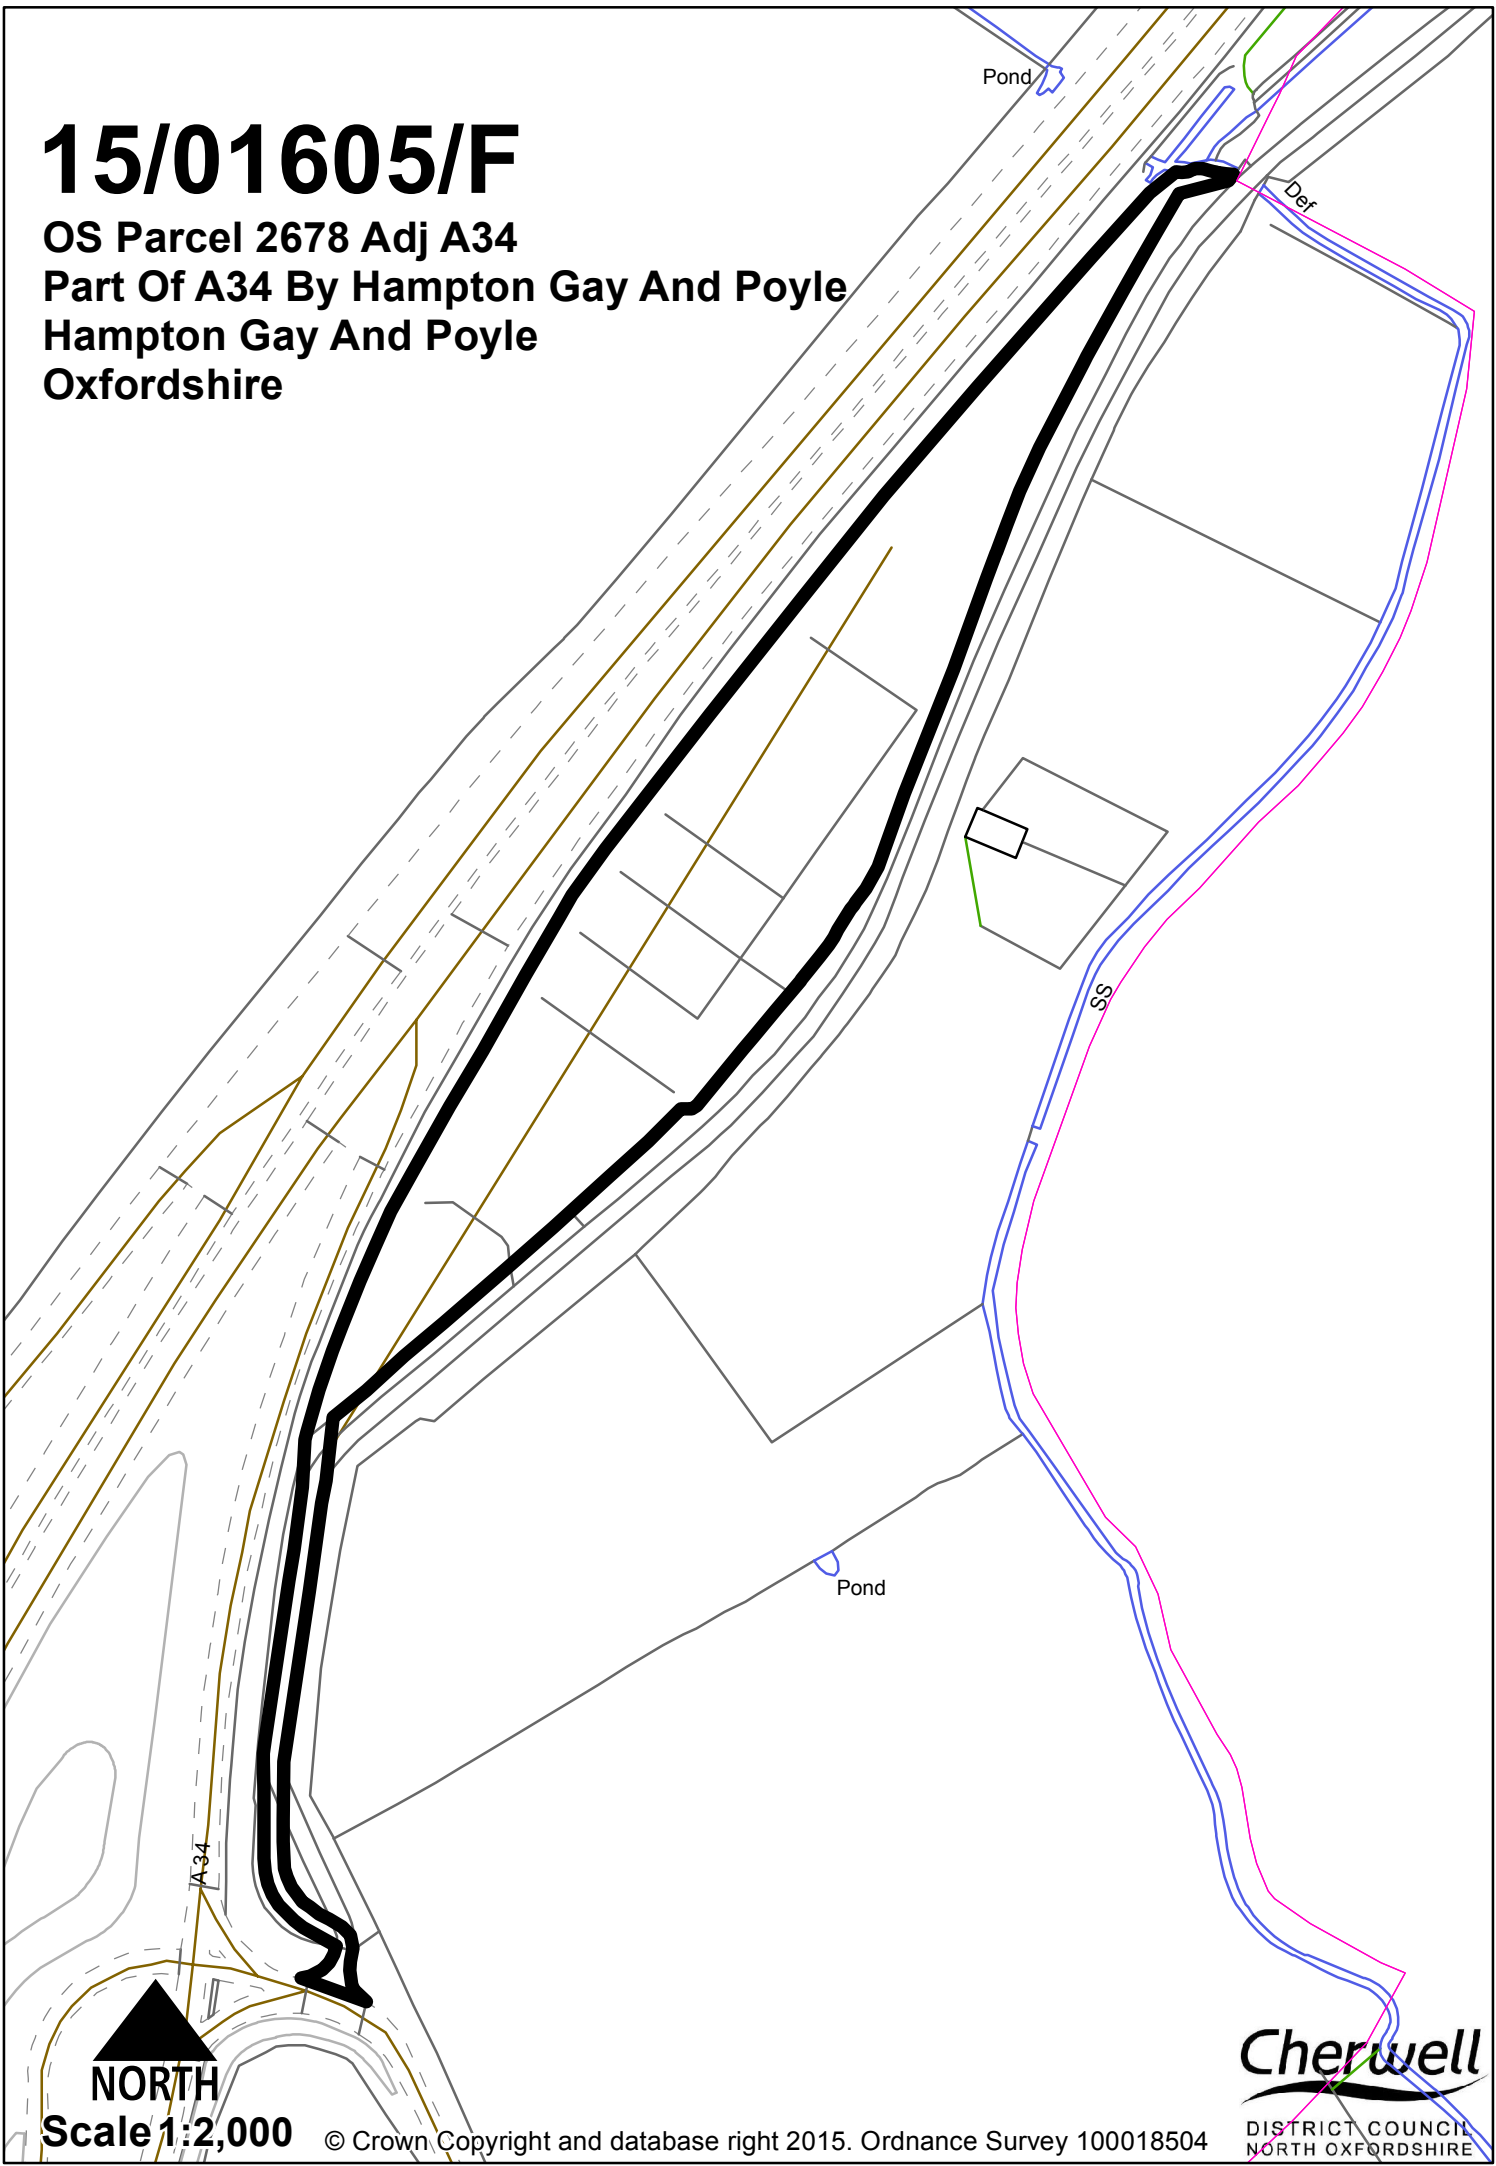 Pond
15/01605/F
OS Parcel 2678 Adj A34
Part Of A34 By Hampton Gay And Poyle
Hampton Gay And Poyle
Oxfordshire
Def
SS
Pond
A 34
NORTH
Scale 1:2,000
© Crown Copyright and database right 2015. Ordnance Survey 100018504
Cherwell
DISTRICT COUNCIL
NORTH OXFORDSHIRE